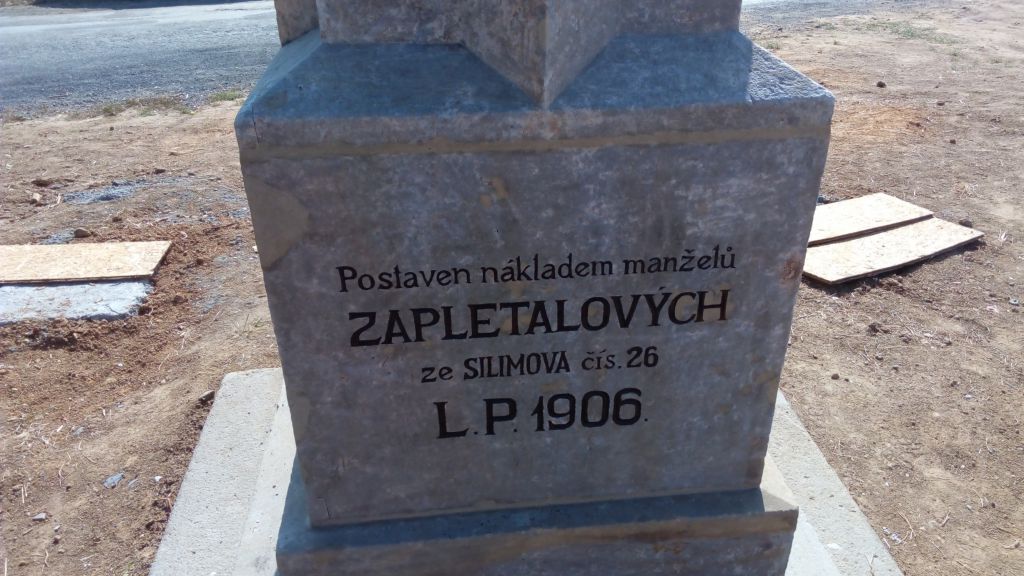 Postaven nákladem manželů
ZAPLETALOVÝCH
ze SILIMOVA čís. 26
L. P. 1906.